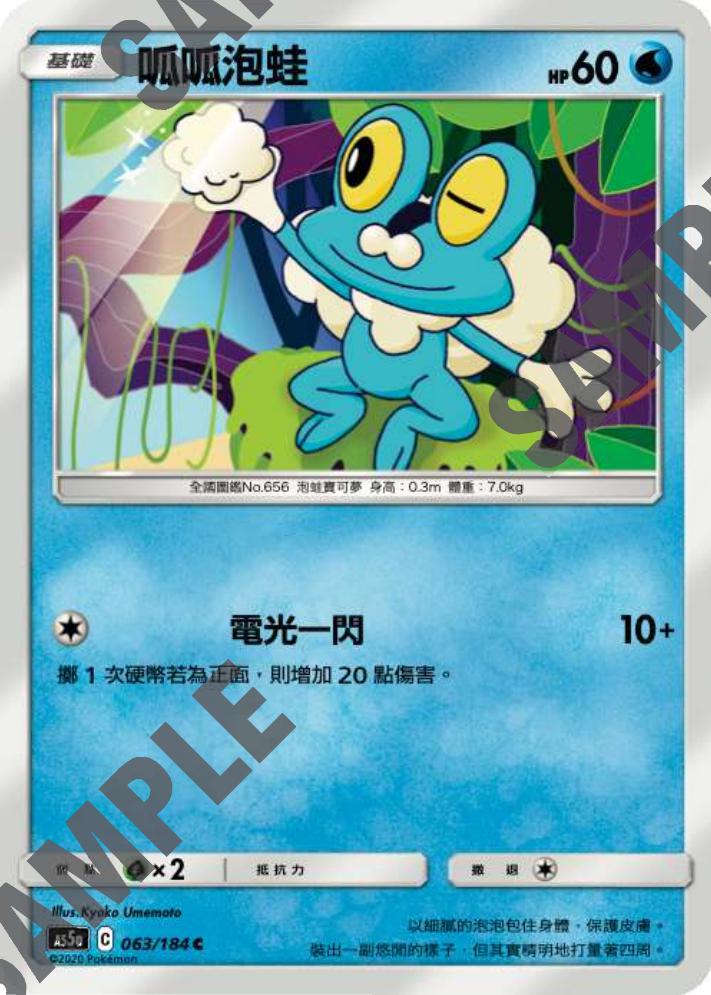 SAMPLE
基礎 呱呱泡蛙 HP60
SAMPLE
全國圖鑑No.656 泡蛙寶可夢 身高：0.3m 體重：7.0kg
電光一閃 10+
擲 1 次硬幣若為正面，則增加 20 點傷害。
SAMPLE
弱點 ×2 抵抗力 撤退
Illus. Kyoko Umemoto
AS5a C 063/184 C
©2020 Pokémon
以細膩的泡泡包住身體，保護皮膚。
裝出一副悠閒的樣子，但其實精明地打量著四周。